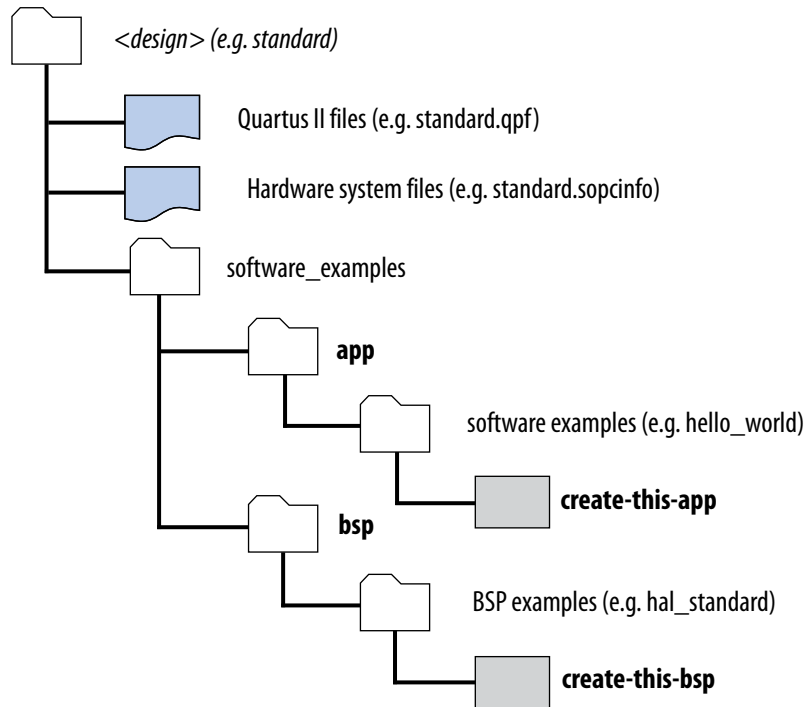 <design> (e.g. standard)
Quartus II files (e.g. standard.qpf)
Hardware system files (e.g. standard.sopcinfo)
software_examples
app
software examples (e.g. hello_world)
create-this-app
bsp
BSP examples (e.g. hal_standard)
create-this-bsp